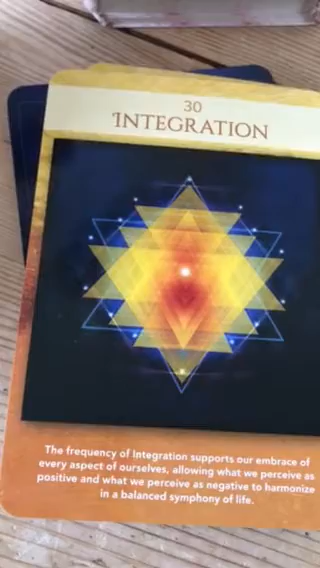 30
INTEGRATION
The frequency of Integration supports our embrace of
every aspect of ourselves, allowing what we perceive as
positive and what we perceive as negative to harmonize
in a balanced symphony of life.